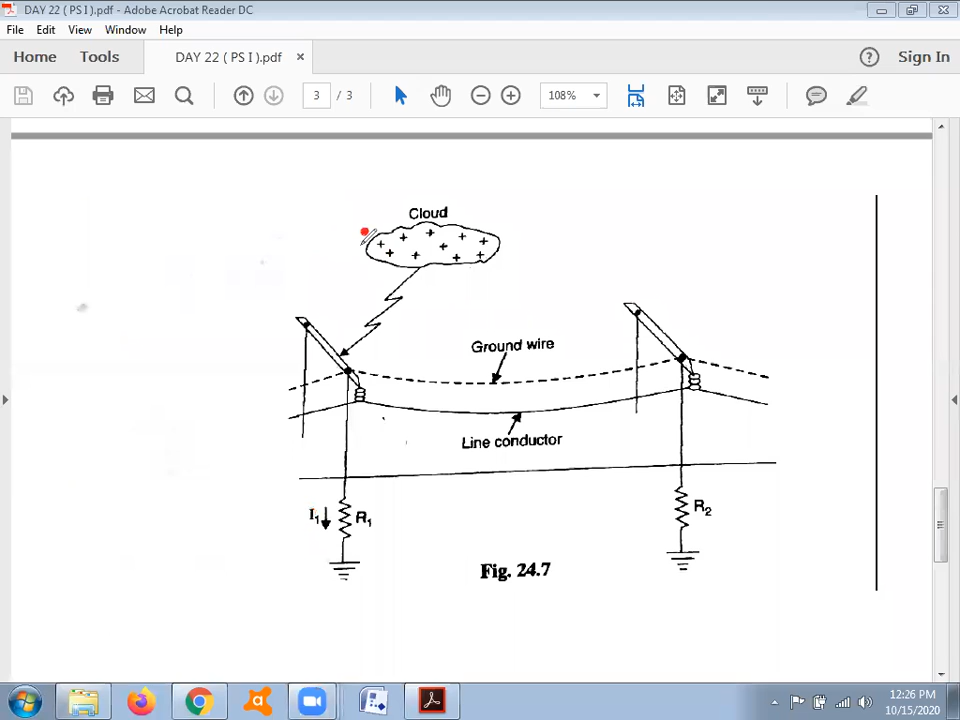 DAY 22 ( PS I ).pdf - Adobe Acrobat Reader DC
File Edit View Window Help
Home Tools DAY 22 ( PS I ).pdf × Sign In
3 / 3 108%
Cloud
Ground wire
Line conductor
I1 R1
R2
Fig. 24.7
12:26 PM
10/15/2020